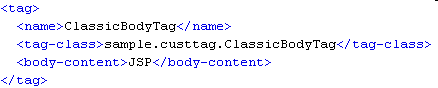 <tag>
<name>ClassicBodyTag</name>
<tag-class>sample.custtag.ClassicBodyTag</tag-class>
<body-content>JSP</body-content>
</tag>